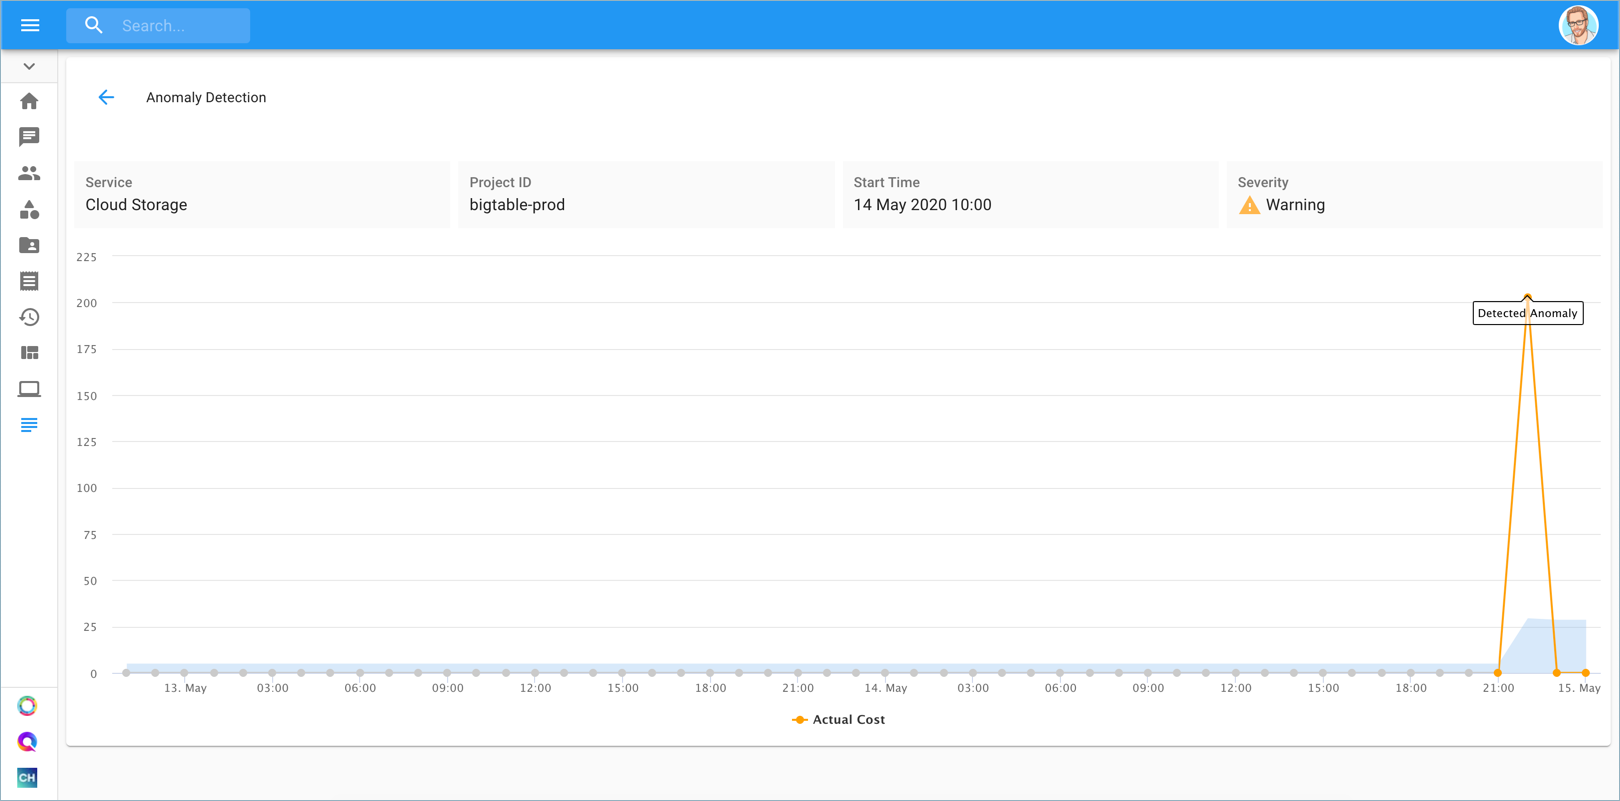 Search...
Anomaly Detection
Service
Cloud Storage
Project ID
bigtable-prod
Start Time
14 May 2020 10:00
Severity
Warning
225
200
175
150
125
100
75
50
25
0
Detected Anomaly
13. May 03:00 06:00 09:00 12:00 15:00 18:00 21:00 14. May 03:00 06:00 09:00 12:00 15:00 18:00 21:00 15. May
Actual Cost
CH